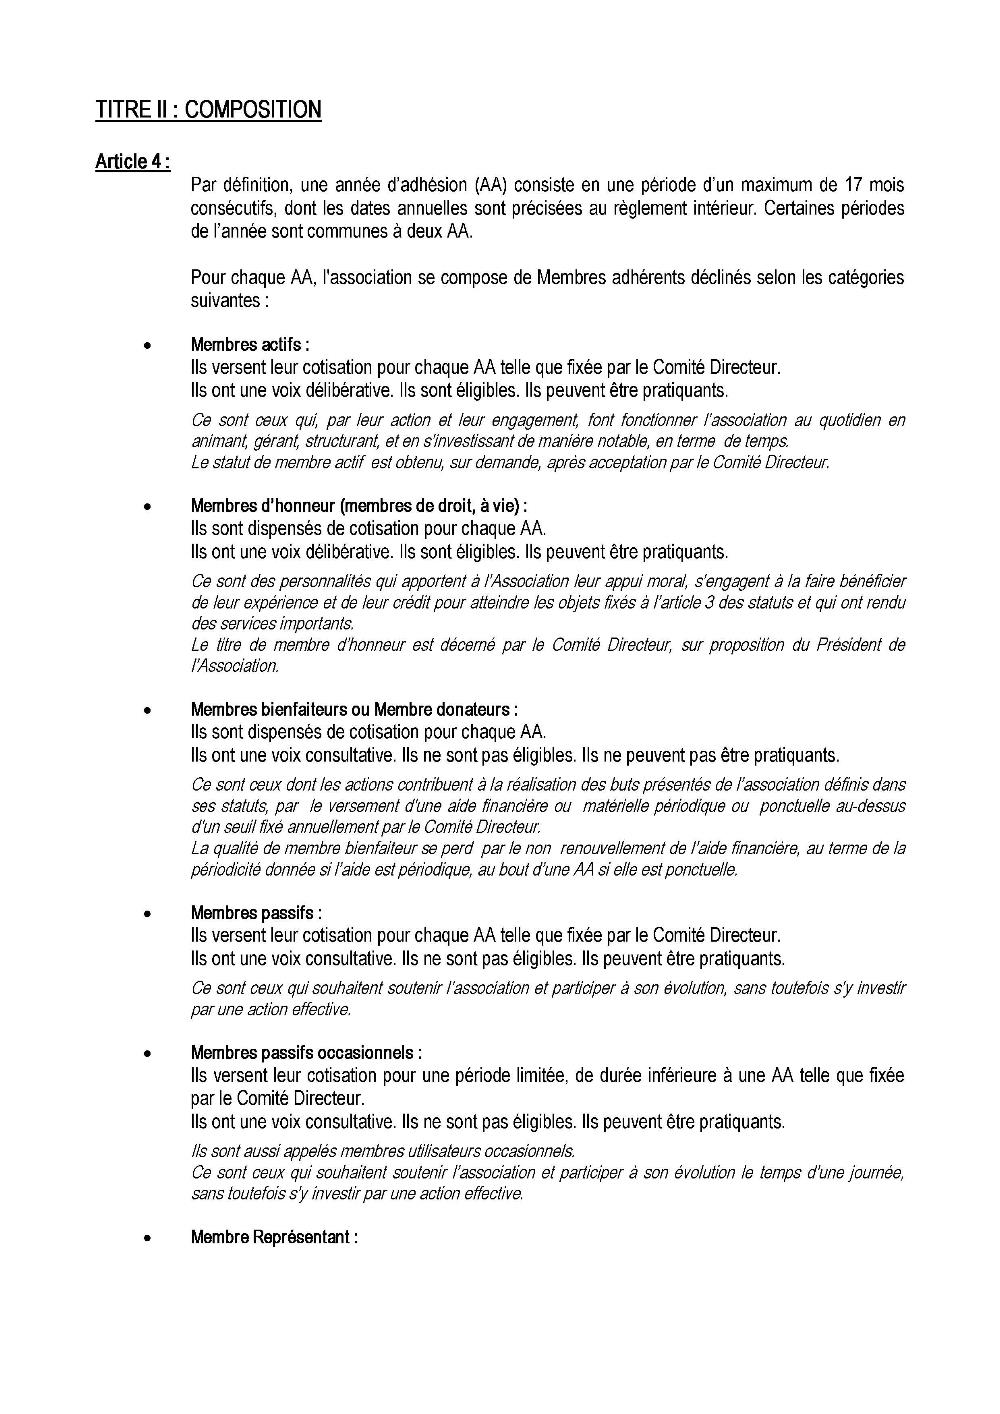 TITRE II : COMPOSITION
Article 4 :
Par définition, une année d'adhésion (AA) consiste en une période d'un maximum de 17 mois
consécutifs, dont les dates annuelles sont précisées au règlement intérieur. Certaines périodes
de l'année sont communes à deux AA.
Pour chaque AA, l'association se compose de Membres adhérents déclinés selon les catégories
suivantes :
• Membres actifs :
Ils versent leur cotisation pour chaque AA telle que fixée par le Comité Directeur.
Ils ont une voix délibérative. Ils sont éligibles. Ils peuvent être pratiquants.
Ce sont ceux qui, par leur action et leur engagement, font fonctionner l'association au quotidien en
animant, gérant, structurant, et en s'investissant de manière notable, en terme de temps.
Le statut de membre actif est obtenu, sur demande, après acceptation par le Comité Directeur.
• Membres d'honneur (membres de droit, à vie) :
Ils sont dispensés de cotisation pour chaque AA.
Ils ont une voix délibérative. Ils sont éligibles. Ils peuvent être pratiquants.
Ce sont des personnalités qui apportent à l'Association leur appui moral, s'engagent à la faire bénéficier
de leur expérience et de leur crédit pour atteindre les objets fixés à l'article 3 des statuts et qui ont rendu
des services importants.
Le titre de membre d'honneur est décerné par le Comité Directeur, sur proposition du Président de
l'Association.
• Membres bienfaiteurs ou Membre donateurs :
Ils sont dispensés de cotisation pour chaque AA.
Ils ont une voix consultative. Ils ne sont pas éligibles. Ils ne peuvent pas être pratiquants.
Ce sont ceux dont les actions contribuent à la réalisation des buts présentés de l'association définis dans
ses statuts, par le versement d'une aide financière ou matérielle périodique ou ponctuelle au-dessus
d'un seuil fixé annuellement par le Comité Directeur.
La qualité de membre bienfaiteur se perd par le non renouvellement de l'aide financière, au terme de la
périodicité donnée si l'aide est périodique, au bout d'une AA si elle est ponctuelle.
• Membres passifs :
Ils versent leur cotisation pour chaque AA telle que fixée par le Comité Directeur.
Ils ont une voix consultative. Ils ne sont pas éligibles. Ils peuvent être pratiquants.
Ce sont ceux qui souhaitent soutenir l'association et participer à son évolution, sans toutefois s'y investir
par une action effective.
• Membres passifs occasionnels :
Ils versent leur cotisation pour une période limitée, de durée inférieure à une AA telle que fixée
par le Comité Directeur.
Ils ont une voix consultative. Ils ne sont pas éligibles. Ils peuvent être pratiquants.
Ils sont aussi appelés membres utilisateurs occasionnels.
Ce sont ceux qui souhaitent soutenir l'association et participer à son évolution le temps d'une journée,
sans toutefois s'y investir par une action effective.
• Membre Représentant :